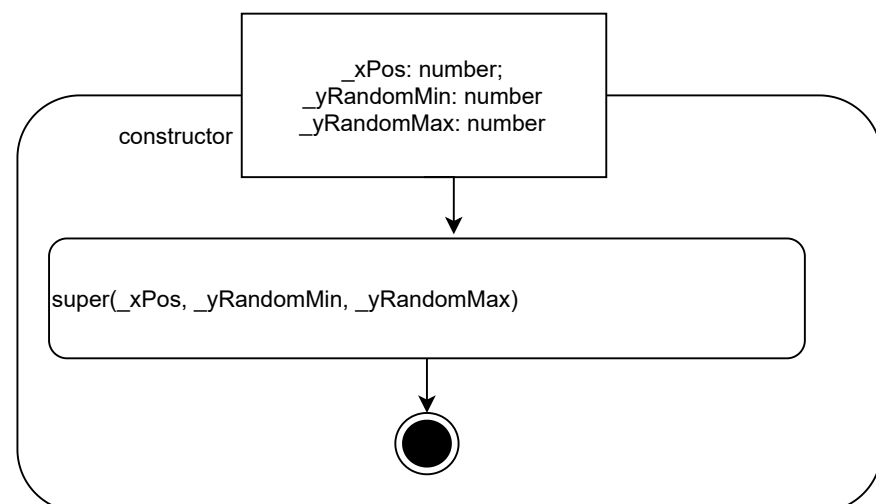 _xPos: number;
_yRandomMin: number
_yRandomMax: number
constructor
super(_xPos, _yRandomMin, _yRandomMax)